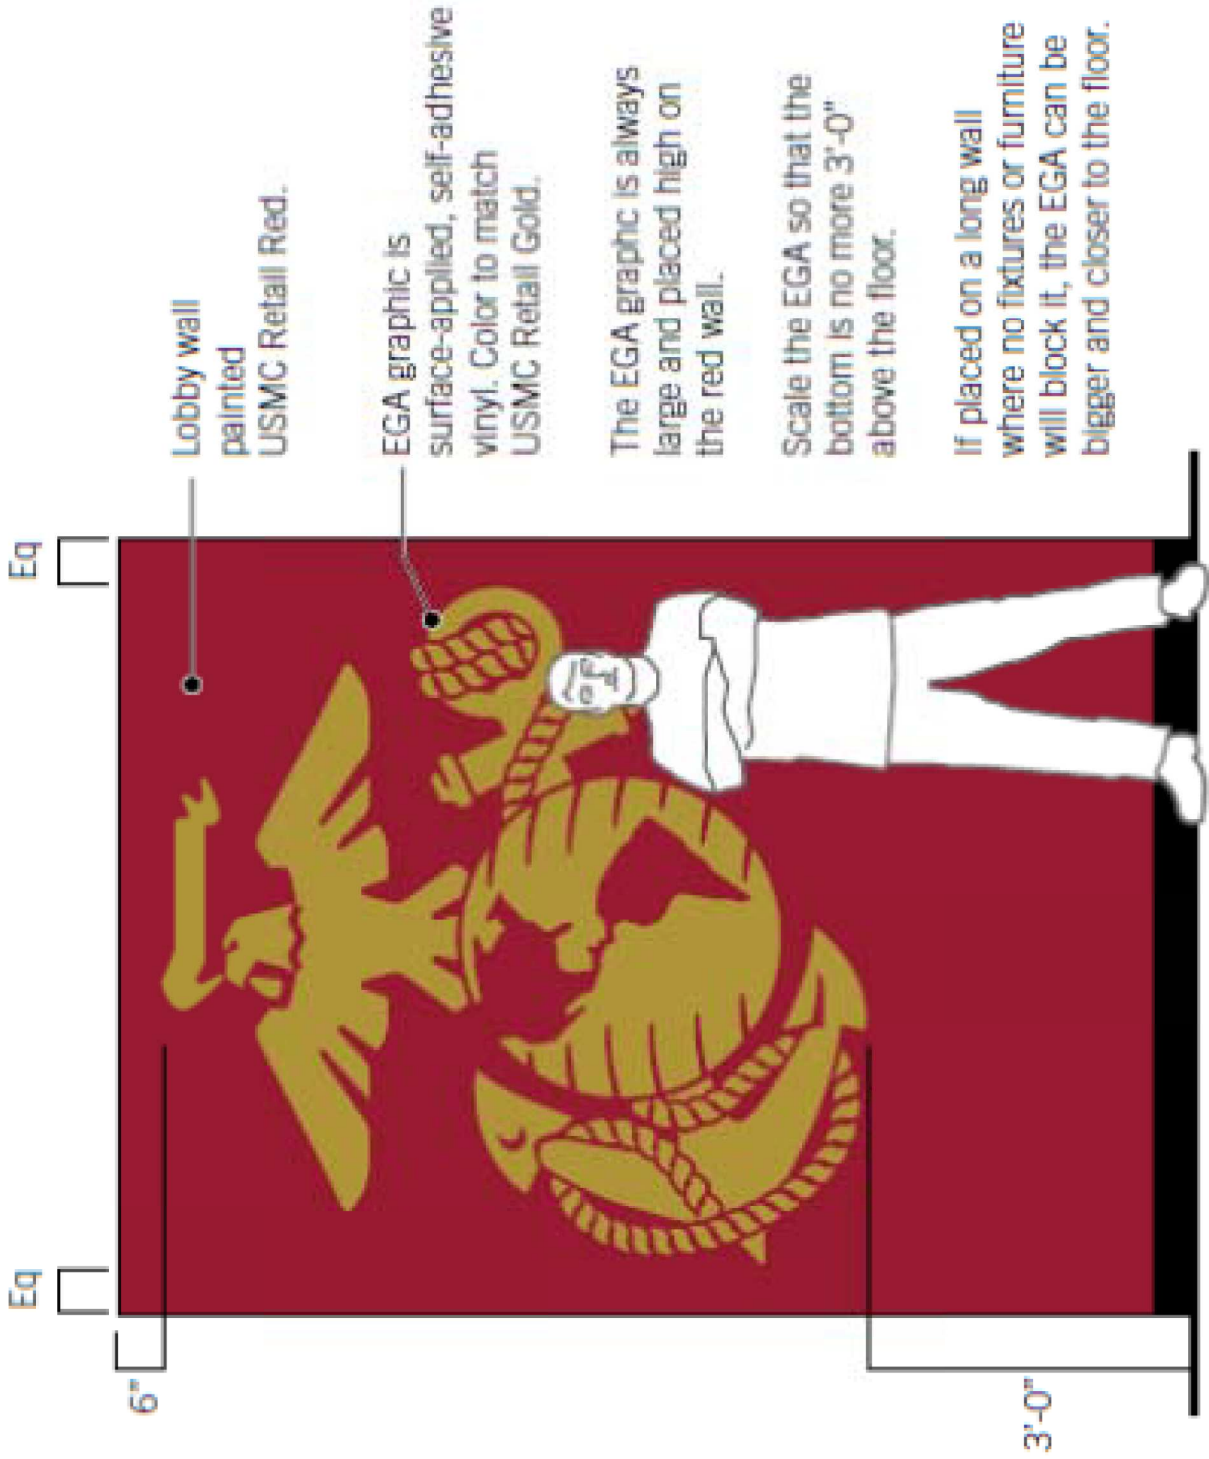 Eq
Eq
6"
3'-0"
Lobby wall
painted
USMC Retail Red.
EGA graphic is
surface-applied, self-adhesive
vinyl. Color to match
USMC Retail Gold.
The EGA graphc is always
large and placed high on
the red wall.
Scale the EGA so that the
bottom is no more 3'-0"
above the floor.
If placed on a long wall
where no fixtures or furniture
will block it, the EGA can be
bigger and closer to the floor.